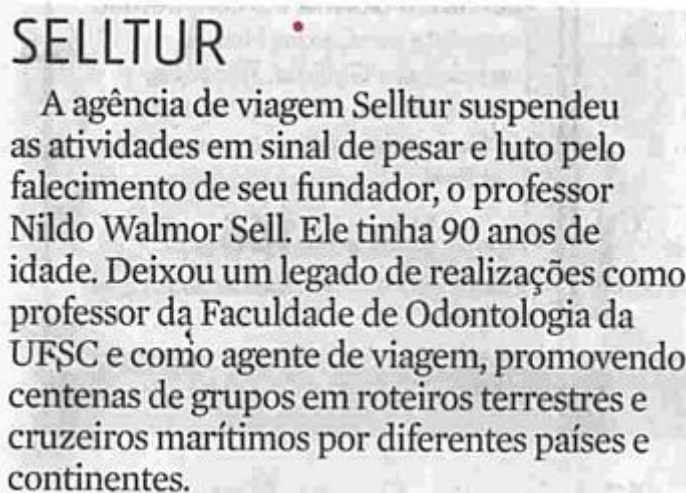 SELLTUR
A agência de viagem Selltur suspendeu
as atividades em sinal de pesar e luto pelo
falecimento de seu fundador, o professor
Nildo Walmor Sell. Ele tinha 90 anos de
idade. Deixou um legado de realizações como
professor da Faculdade de Odontologia da
UFSC e como agente de viagem, promovendo
centenas de grupos em roteiros terrestres e
cruzeiros marítimos por diferentes países e
continentes.